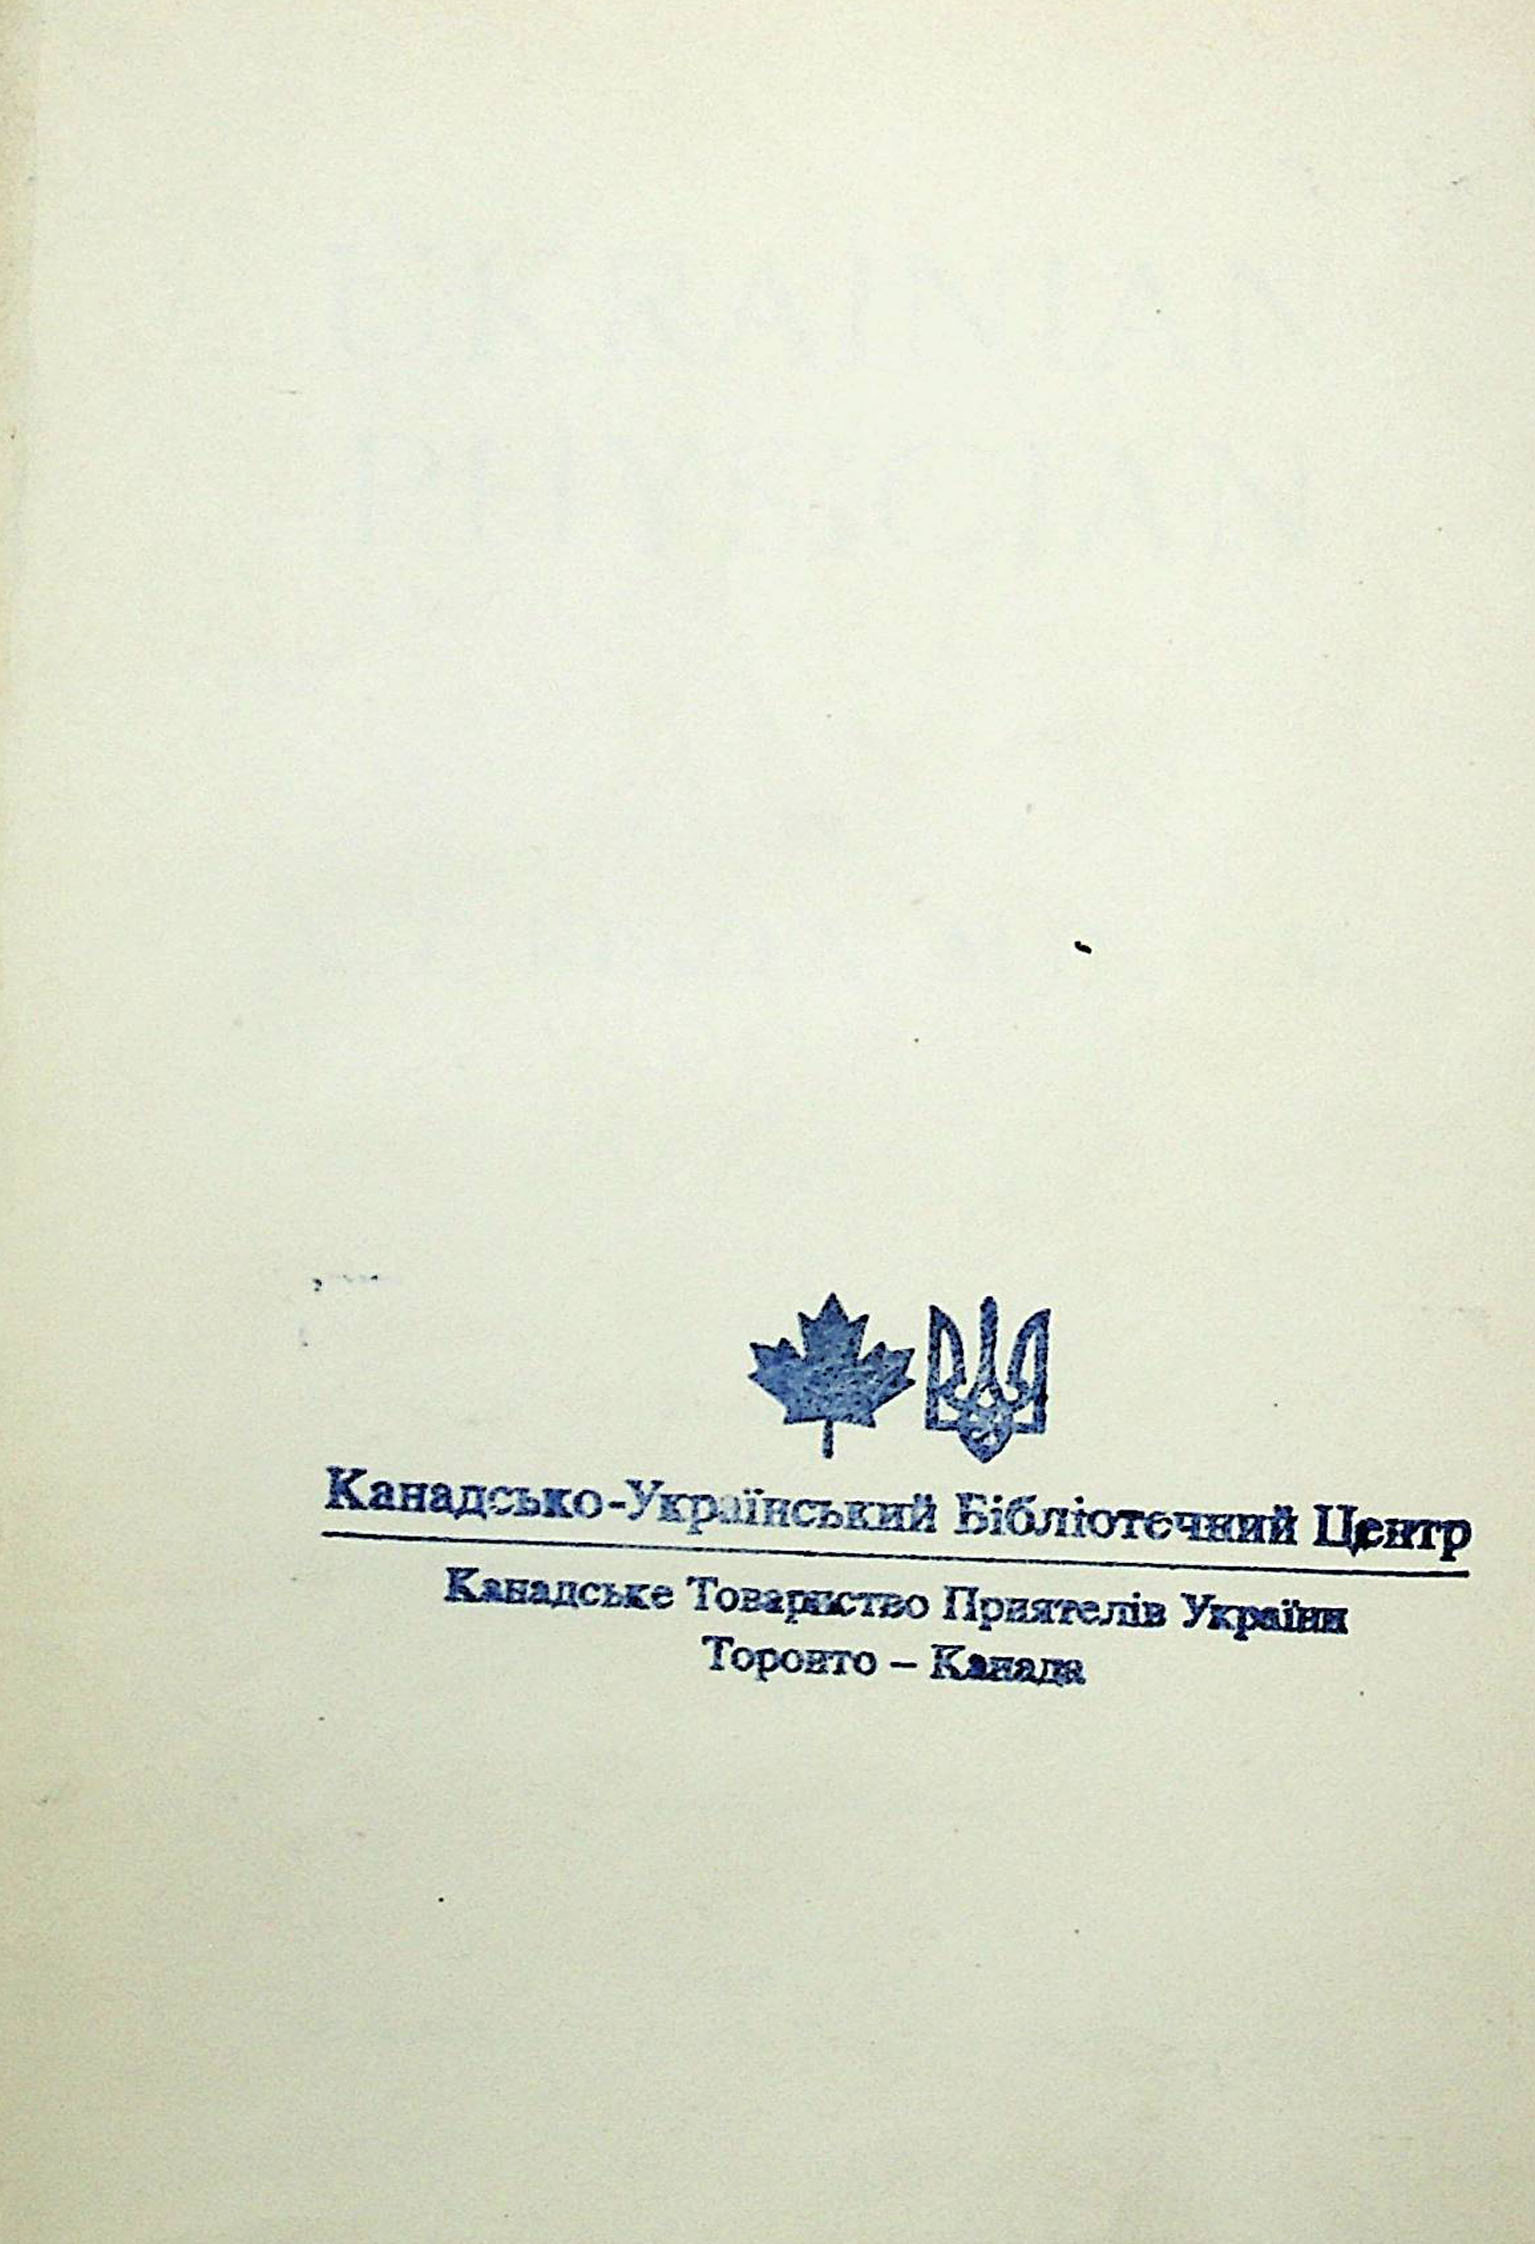 Канадсько-Український Бібліотечний Центр
Канадське Товариство Приятелів України
Торонто – Канада